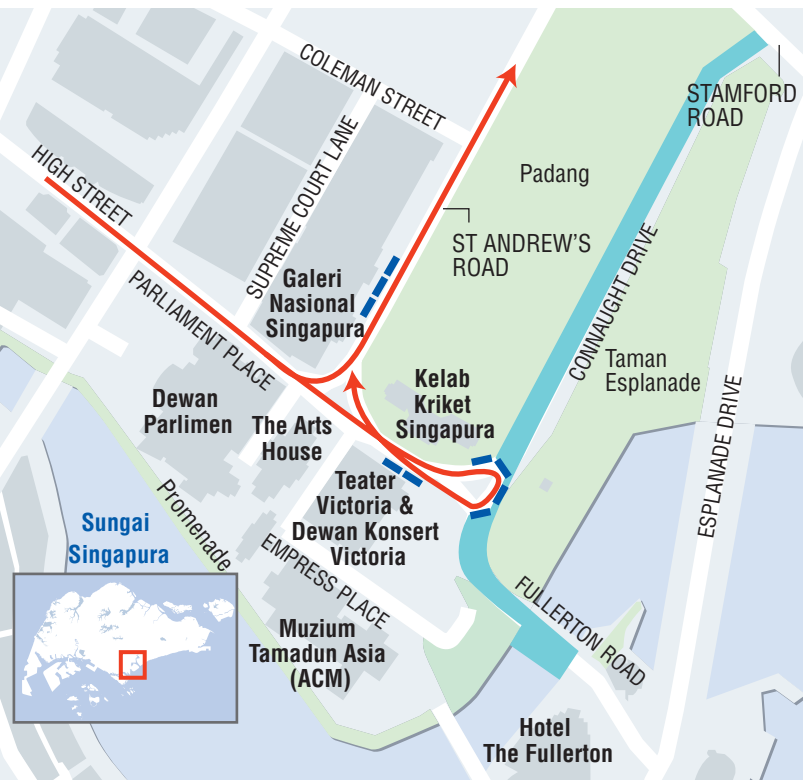 COLEMAN STREET
STAMFORD
ROAD
HIGH STREET
SUPREME COURT LANE
Padang
ST ANDREW'S
ROAD
Galeri
Nasional
Singapura
PARLIAMENT PLACE
CONNAUGHT DRIVE
Taman
Esplanade
Kelab
Kriket
Singapura
ESPLANADE DRIVE
Dewan
Parlimen
The Arts
House
Teater
Victoria &
Dewan Konsert
Victoria
Promenade
Sungai
Singapura
EMPRESS PLACE
FULLERTON ROAD
Muzium
Tamadun Asia
(ACM)
Hotel
The Fullerton